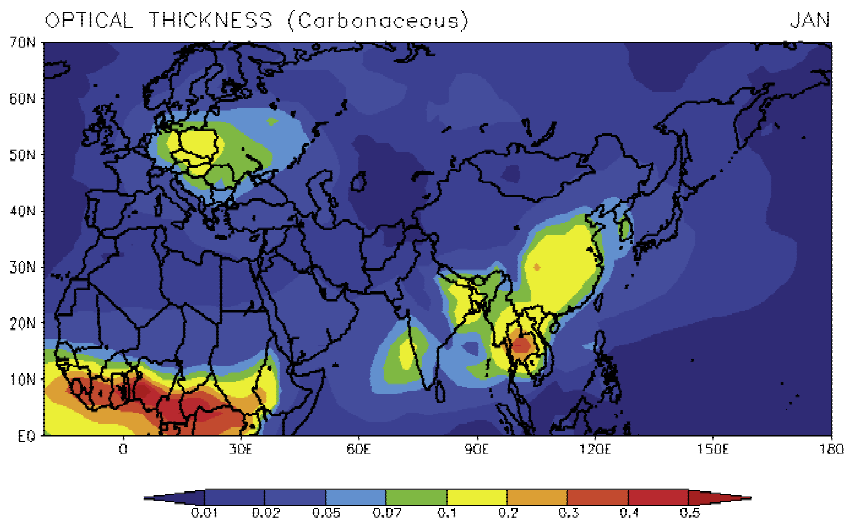 OPTICAL THICKNESS (Carbonaceous) JAN
70N
60N
50N
40N
30N
20N
10N
EQ
0 30E 60E 90E 120E 150E 180
0.01 0.02 0.05 0.07 0.1 0.2 0.3 0.4 0.5